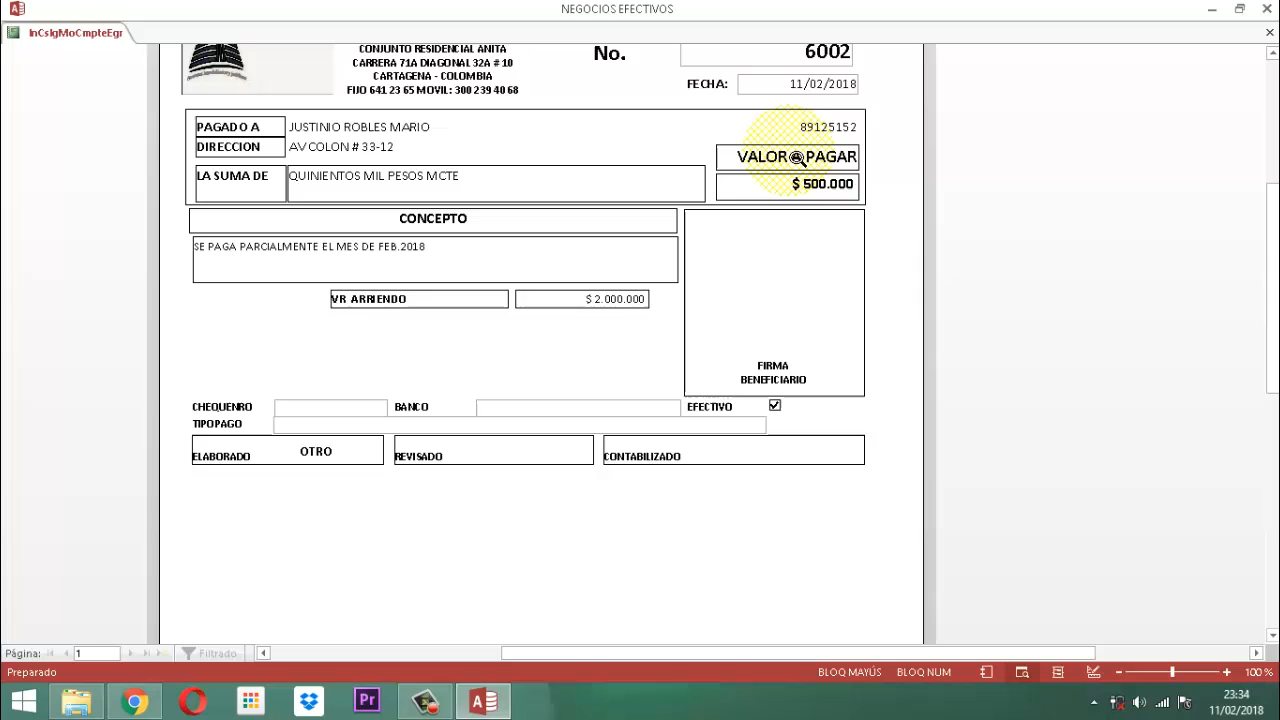 NEGOCIOS EFECTIVOS
InCsIgMoCmpteEgr
CONJUNTO RESIDENCIAL ANITA
CARRERA 71A DIAGONAL 32A # 10
CARTAGENA - COLOMBIA
FIJO 641 23 65 MOVIL: 300 239 40 68
No. 6002
FECHA: 11/02/2018
PAGADO A JUSTINIO ROBLES MARIO 89125152
DIRECCION AV COLON # 33-12
VALOR A PAGAR
LA SUMA DE QUINIENTOS MIL PESOS MCTE
$ 500.000
CONCEPTO
SE PAGA PARCIALMENTE EL MES DE FEB.2018
VR ARRIENDO $ 2.000.000
FIRMA
BENEFICIARIO
CHEQUENRO BANCO EFECTIVO
TIPOPAGO
ELABORADO OTRO REVISADO CONTABILIZADO
Página: 1 Filtrado
Preparado BLOQ MAYÚS BLOQ NUM 100 %
Pr
23:34
11/02/2018